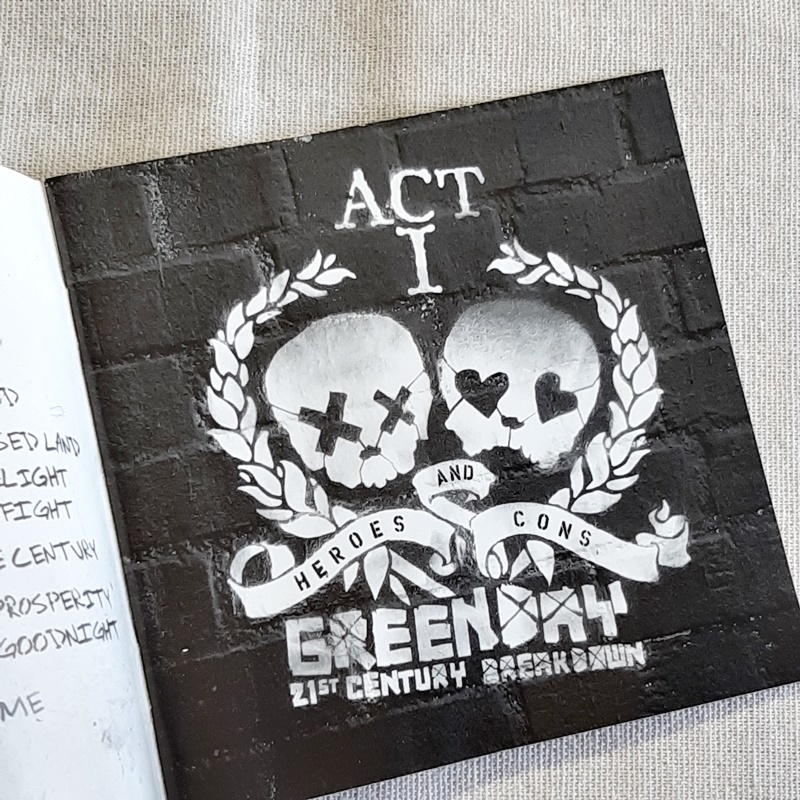 SED LAND
LIGHT
FIGHT
E CENTURY
PROSPERITY
GOODNIGHT
ME
ACT
I
HEROES AND CONS
GREEN DAY
21ST CENTURY BREAKDOWN